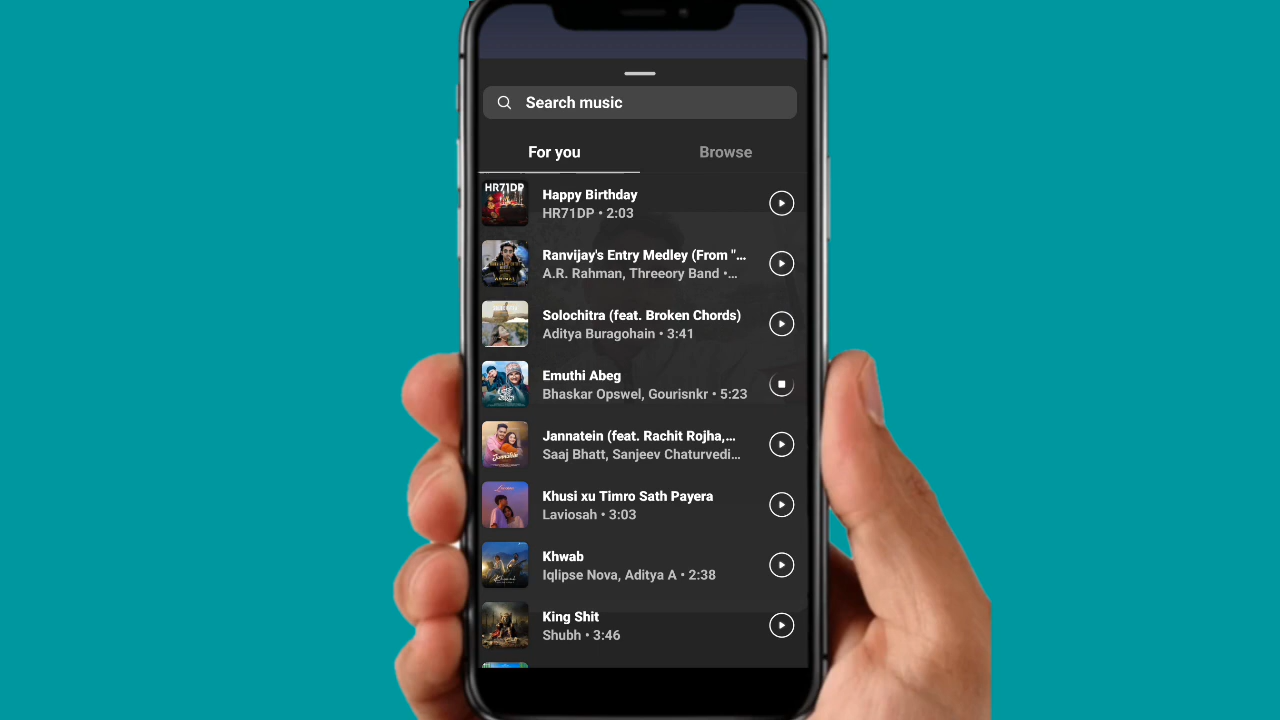 Search music
For you
Browse
HR71DP
Happy Birthday
HR71DP • 2:03
Ranvijay's Entry Medley (From "...
A.R. Rahman, Threeory Band •...
Solochitra (feat. Broken Chords)
Aditya Buragohain • 3:41
Emuthi Abeg
Bhaskar Opswel, Gourisnkr • 5:23
Jannatein (feat. Rachit Rojha,...
Saaj Bhatt, Sanjeev Chaturvedi...
Khusi xu Timro Sath Payera
Laviosah • 3:03
Khwab
Iqlipse Nova, Aditya A • 2:38
King Shit
Shubh • 3:46